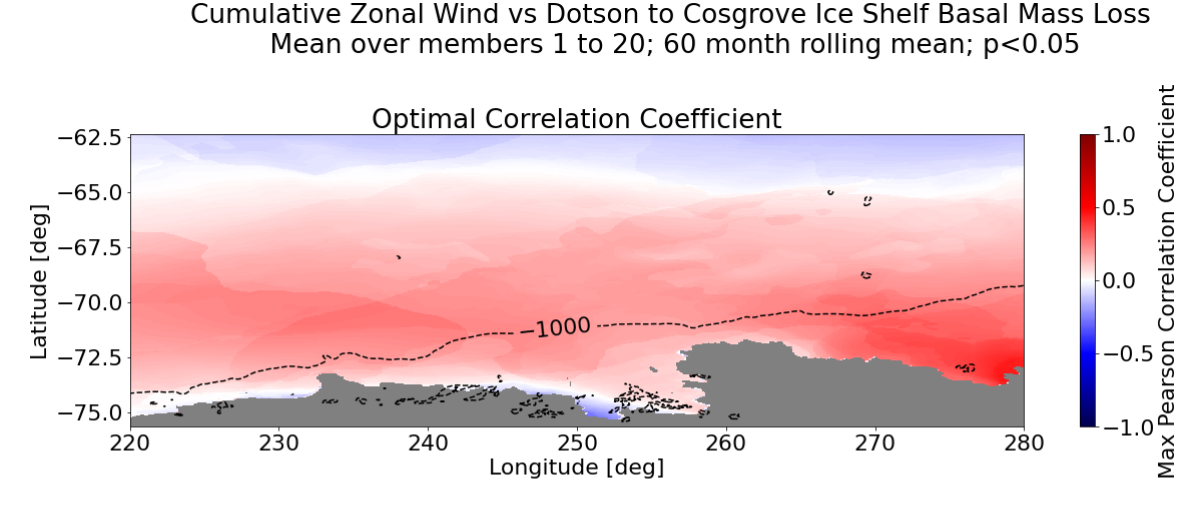 Cumulative Zonal Wind vs Dotson to Cosgrove Ice Shelf Basal Mass Loss
Mean over members 1 to 20; 60 month rolling mean; p<0.05
Optimal Correlation Coefficient
−62.5
−65.0
−67.5
−70.0
−72.5
−75.0
Latitude [deg]
−1000
220 230 240 250 260 270 280
Longitude [deg]
1.0
0.5
0.0
−0.5
−1.0
Max Pearson Correlation Coefficient